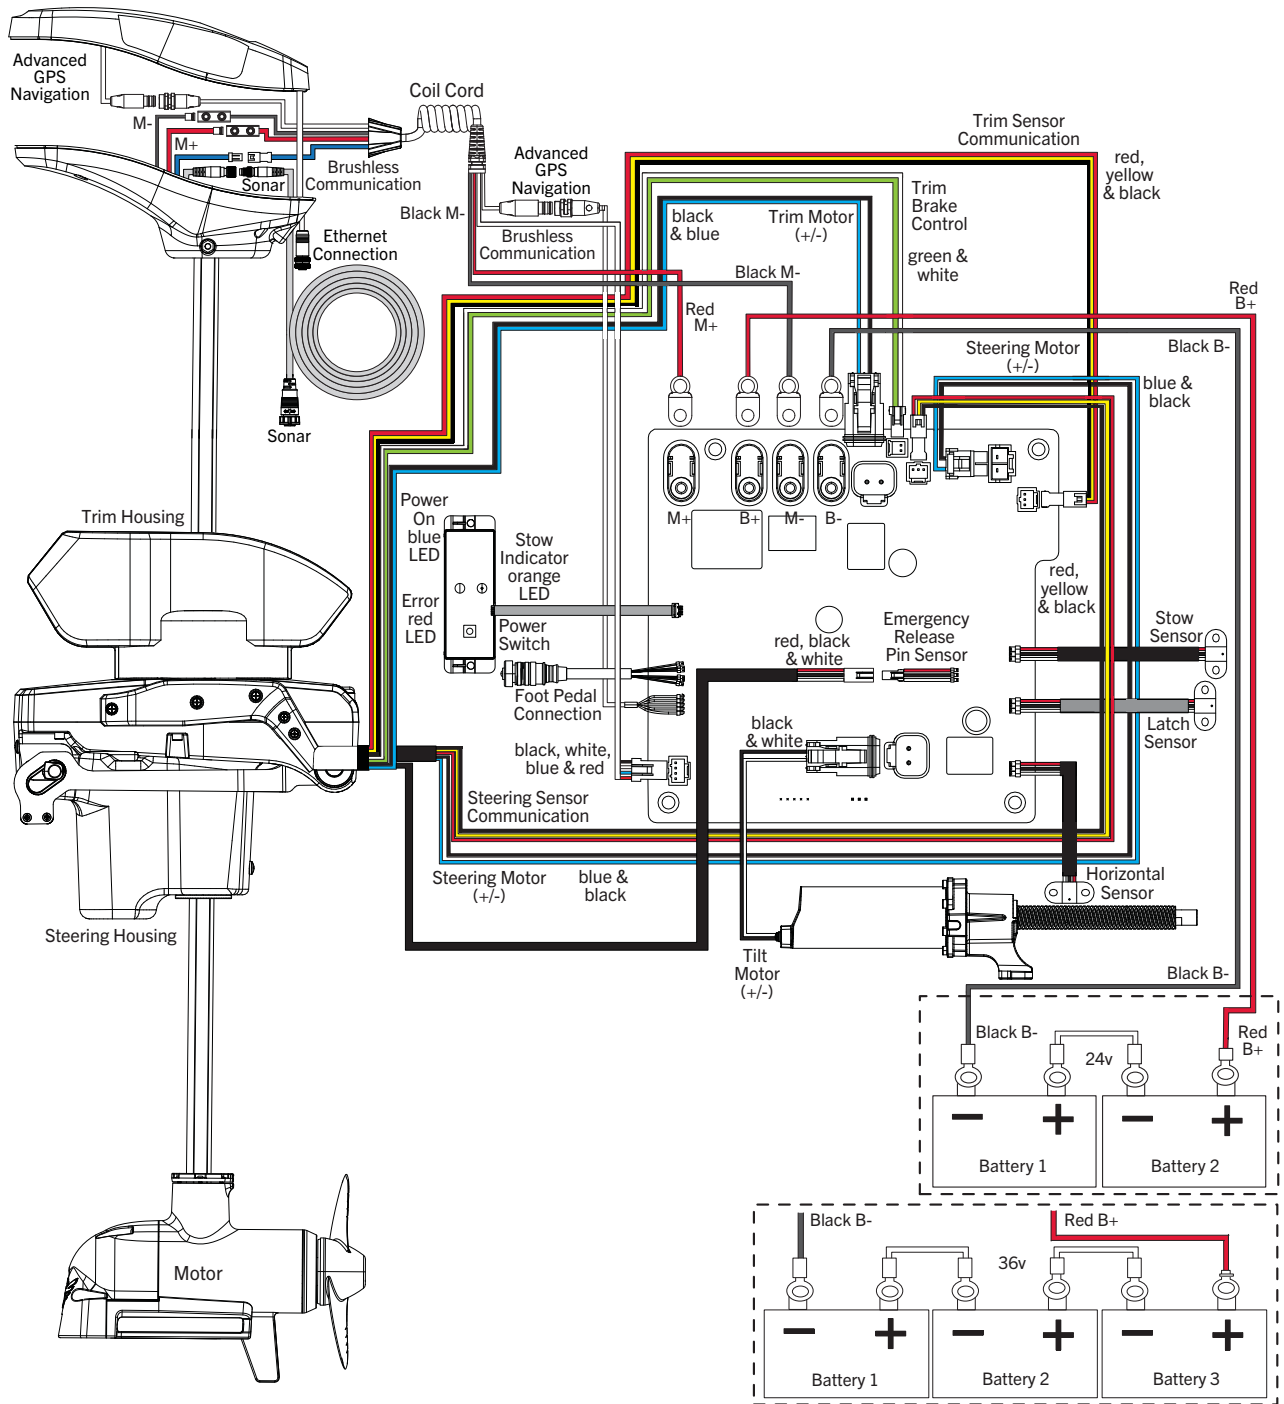 Advanced
GPS
Navigation
M-
M+
Coil Cord
Brushless
Communication
Sonar
Ethernet
Connection
Sonar
Black M-
Advanced
GPS
Navigation
Brushless
Communication
black
& blue
Trim Motor
(+/-)
Trim Sensor
Communication
red,
yellow
& black
Trim
Brake
Control
green &
white
Black M-
Red
M+
Red
B+
Black B-
Steering Motor
(+/-)
blue &
black
M+
B+
M-
B-
Trim Housing
Power
On
blue
LED
Stow
Indicator
orange
LED
Error
red
LED
Power
Switch
Foot Pedal
Connection
red, black
& white
Emergency
Release
Pin Sensor
red,
yellow
& black
Stow
Sensor
Latch
Sensor
black
& white
black, white,
blue & red
Steering Sensor
Communication
Steering Motor
(+/-)
blue &
black
Horizontal
Sensor
Steering Housing
Tilt
Motor
(+/-)
Black B-
Black B-
24v
Red
B+
Battery 1
Battery 2
Motor
Black B-
Red B+
36v
Battery 1
Battery 2
Battery 3